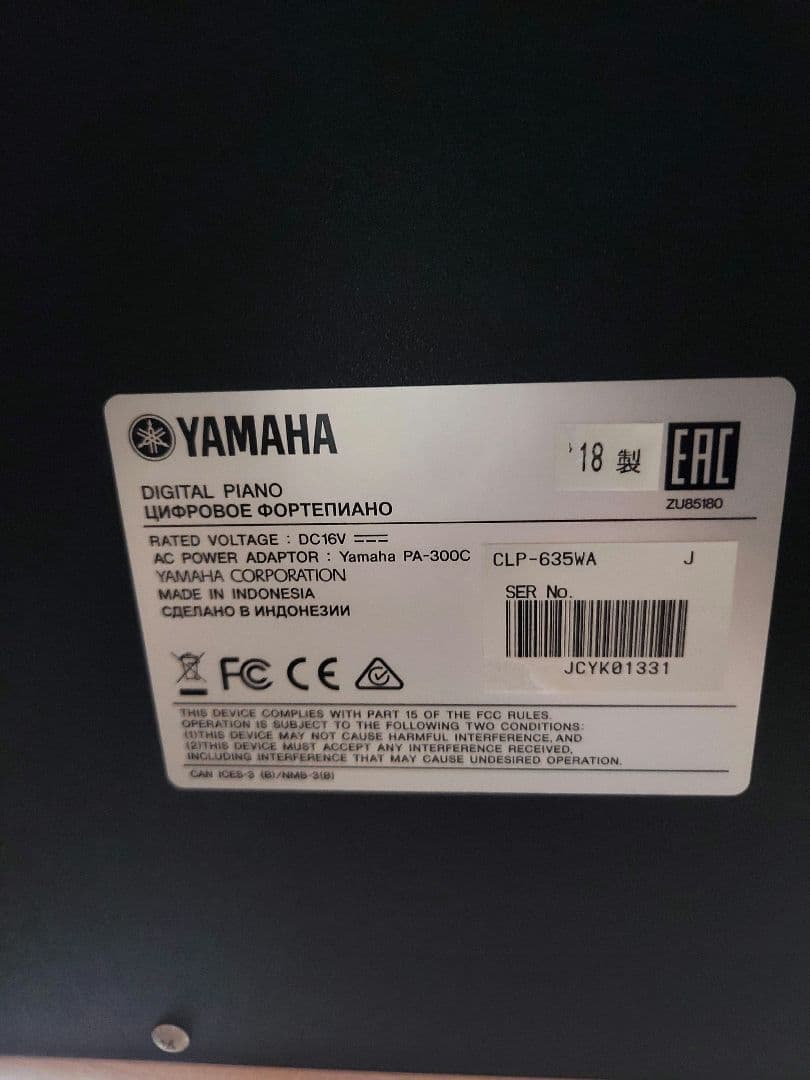 YAMAHA
'18 製
EAC
ZU85180
DIGITAL PIANO
ЦИФРОВОЕ ФОРТЕПИАНО
RATED VOLTAGE : DC16V
AC POWER ADAPTOR : Yamaha PA-300C
YAMAHA CORPORATION
MADE IN INDONESIA
СДЕЛАНО В ИНДОНЕЗИИ
CLP-635WA J
SER No.
JCYK01331
FC CE
THIS DEVICE COMPLIES WITH PART 15 OF THE FCC RULES.
OPERATION IS SUBJECT TO THE FOLLOWING TWO CONDITIONS:
(1)THIS DEVICE MAY NOT CAUSE HARMFUL INTERFERENCE, AND
(2)THIS DEVICE MUST ACCEPT ANY INTERFERENCE RECEIVED,
INCLUDING INTERFERENCE THAT MAY CAUSE UNDESIRED OPERATION.
CAN ICES-3 (B)/NMB-3(B)